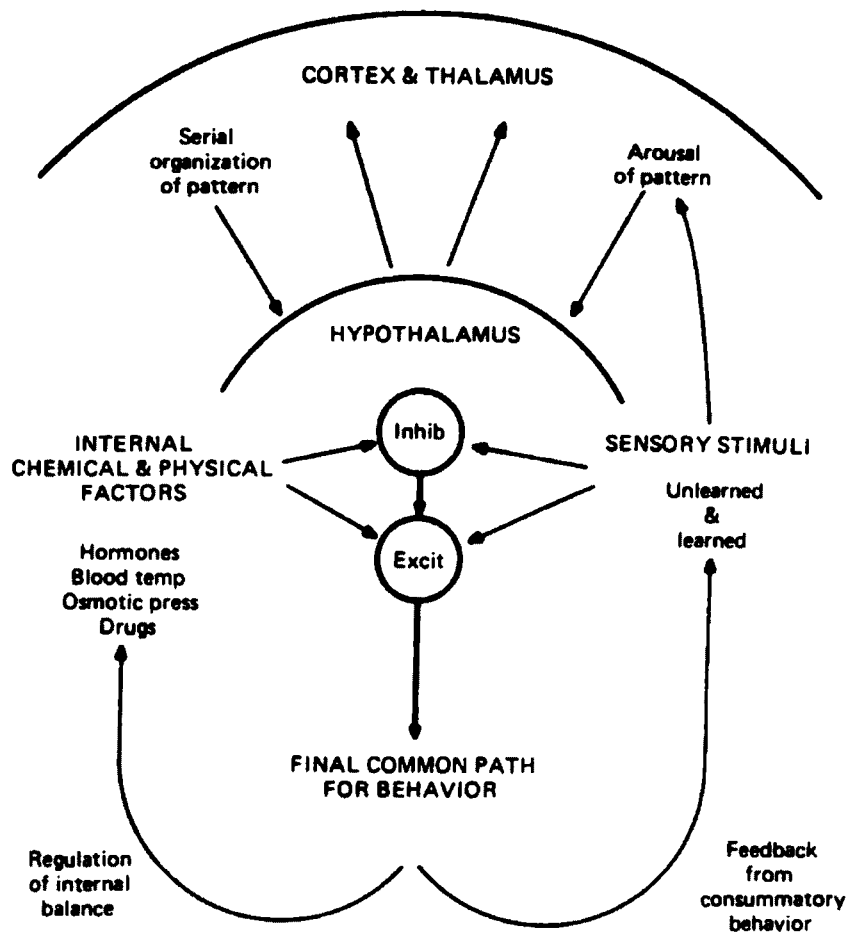 CORTEX & THALAMUS
Serial
organization
of pattern
Arousal
of pattern
HYPOTHALAMUS
Inhib
INTERNAL
CHEMICAL & PHYSICAL
FACTORS
SENSORY STIMULI
Unlearned
&
learned
Excit
Hormones
Blood temp
Osmotic press
Drugs
FINAL COMMON PATH
FOR BEHAVIOR
Regulation
of internal
balance
Feedback
from
consummatory
behavior